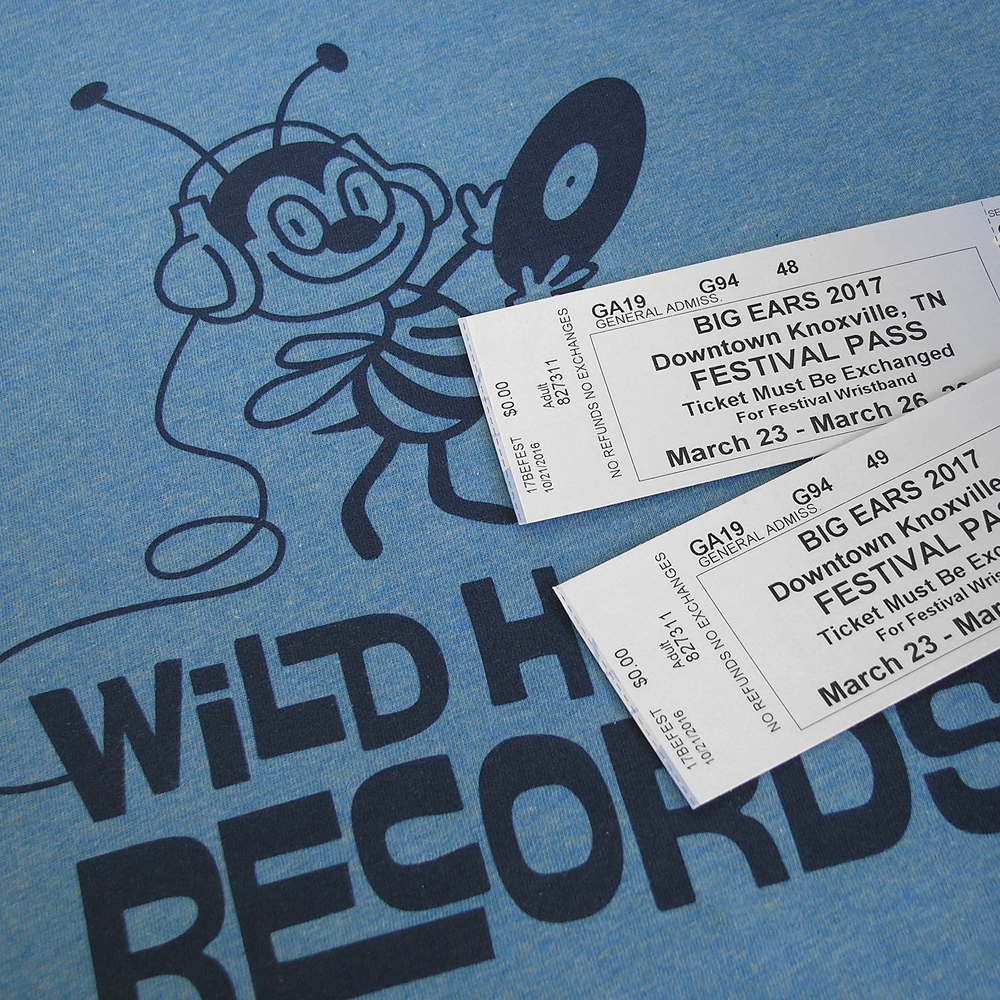 WiLD H
RECORDS
GA19 G94 48
GENERAL ADMISS.
BIG EARS 2017
Downtown Knoxville, TN
FESTIVAL PASS
Ticket Must Be Exchanged
For Festival Wristband
March 23 - March 26,
NO REFUNDS NO EXCHANGES
Adult
827311
$0.00
17BEFEST
10/21/2016
GA19 G94 49
GENERAL ADMISS
BIG EARS 2017
Downtown Knoxville
FESTIVAL PA
Ticket Must Be Exc
For Festival Wris
March 23 - Mar
NO REFUNDS NO EXCHANGES
Adult
827311
$0.00
17BEFEST
10/21/2016